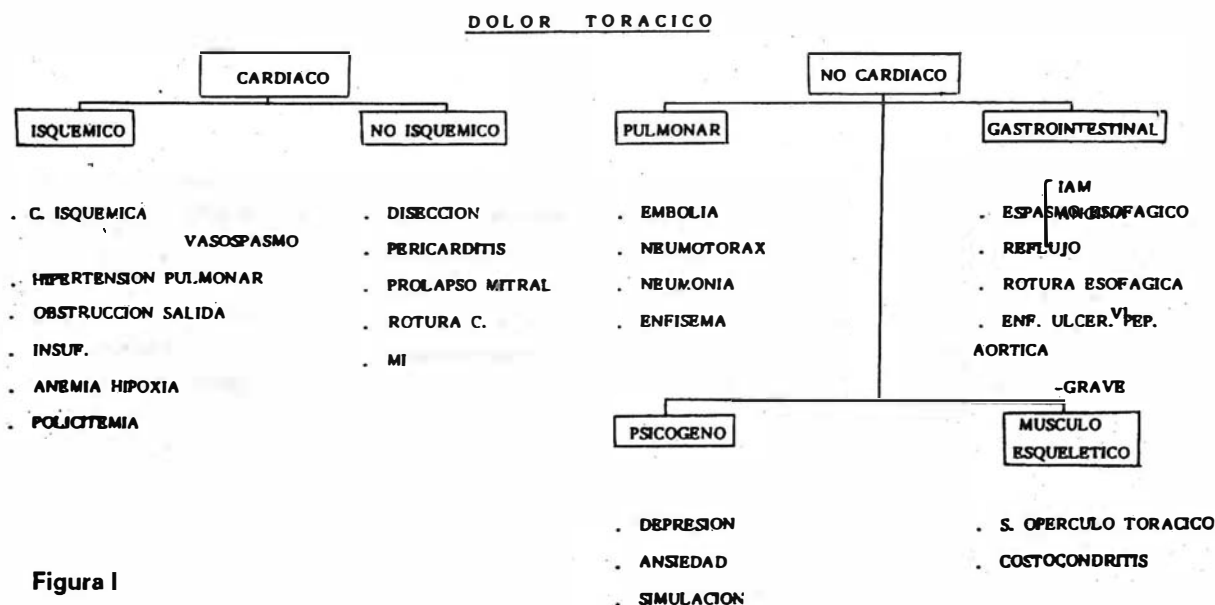 DOLOR TORACICO
CARDIACO
ISQUEMICO
NO ISQUEMICO
. C. ISQUEMICA
VASOSPASMO
. HIPERTENSION PULMONAR
. OBSTRUCCION SALIDA
. INSUF.
. ANEMIA HIPOXIA
. POLICITEMIA
. DISECCION
. PERICARDITIS
. PROLAPSO MITRAL
. ROTURA C.
. MI
NO CARDIACO
PULMONAR
GASTROINTESTINAL
. EMBOLIA
. NEUMOTORAX
. NEUMONIA
. ENFISEMA
IAM
ANGINA
. ESPASMO ESOFAGICO
. REFLUJO
. ROTURA ESOFAGICA
. ENF. ULCER. PEP.
VI
AORTICA
-GRAVE
PSICOGENO
MUSCULO
ESQUELETICO
. DEPRESION
. ANSIEDAD
. SIMULACION
. S. OPERCULO TORACICO
. COSTOCONDRITIS
Figura I